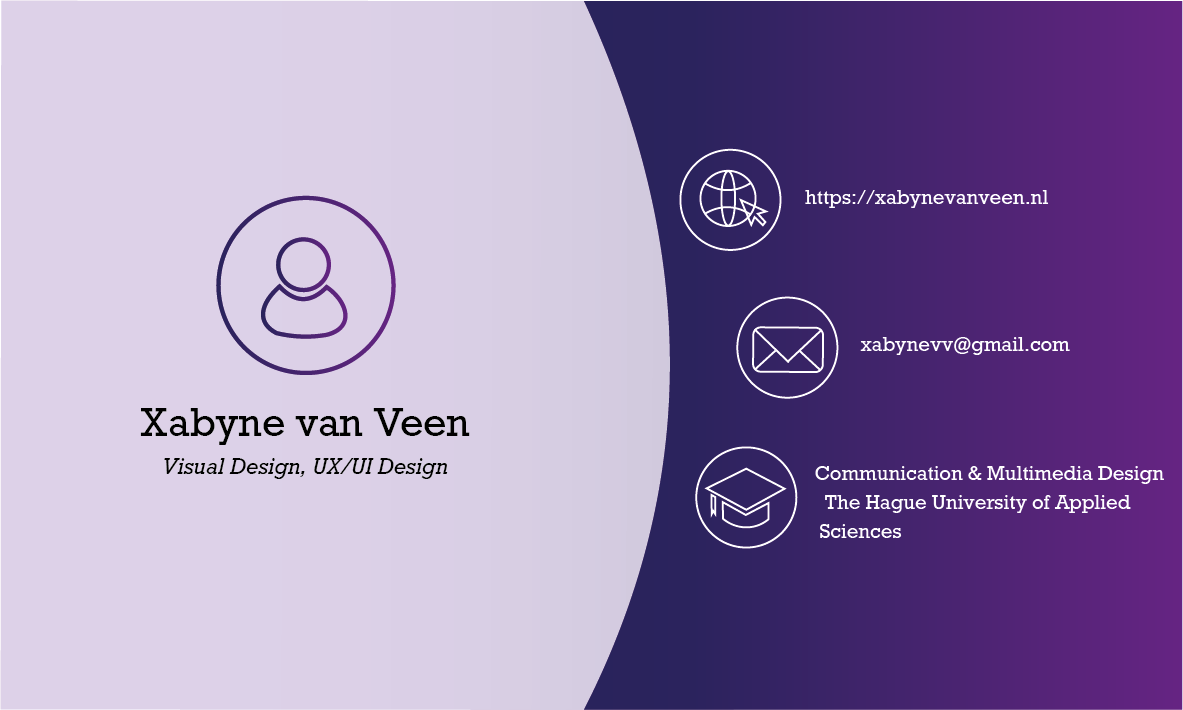 Xabyne van Veen
Visual Design, UX/UI Design
https://xabynevanveen.nl
xabynevv@gmail.com
Communication & Multimedia Design
The Hague University of Applied
Sciences